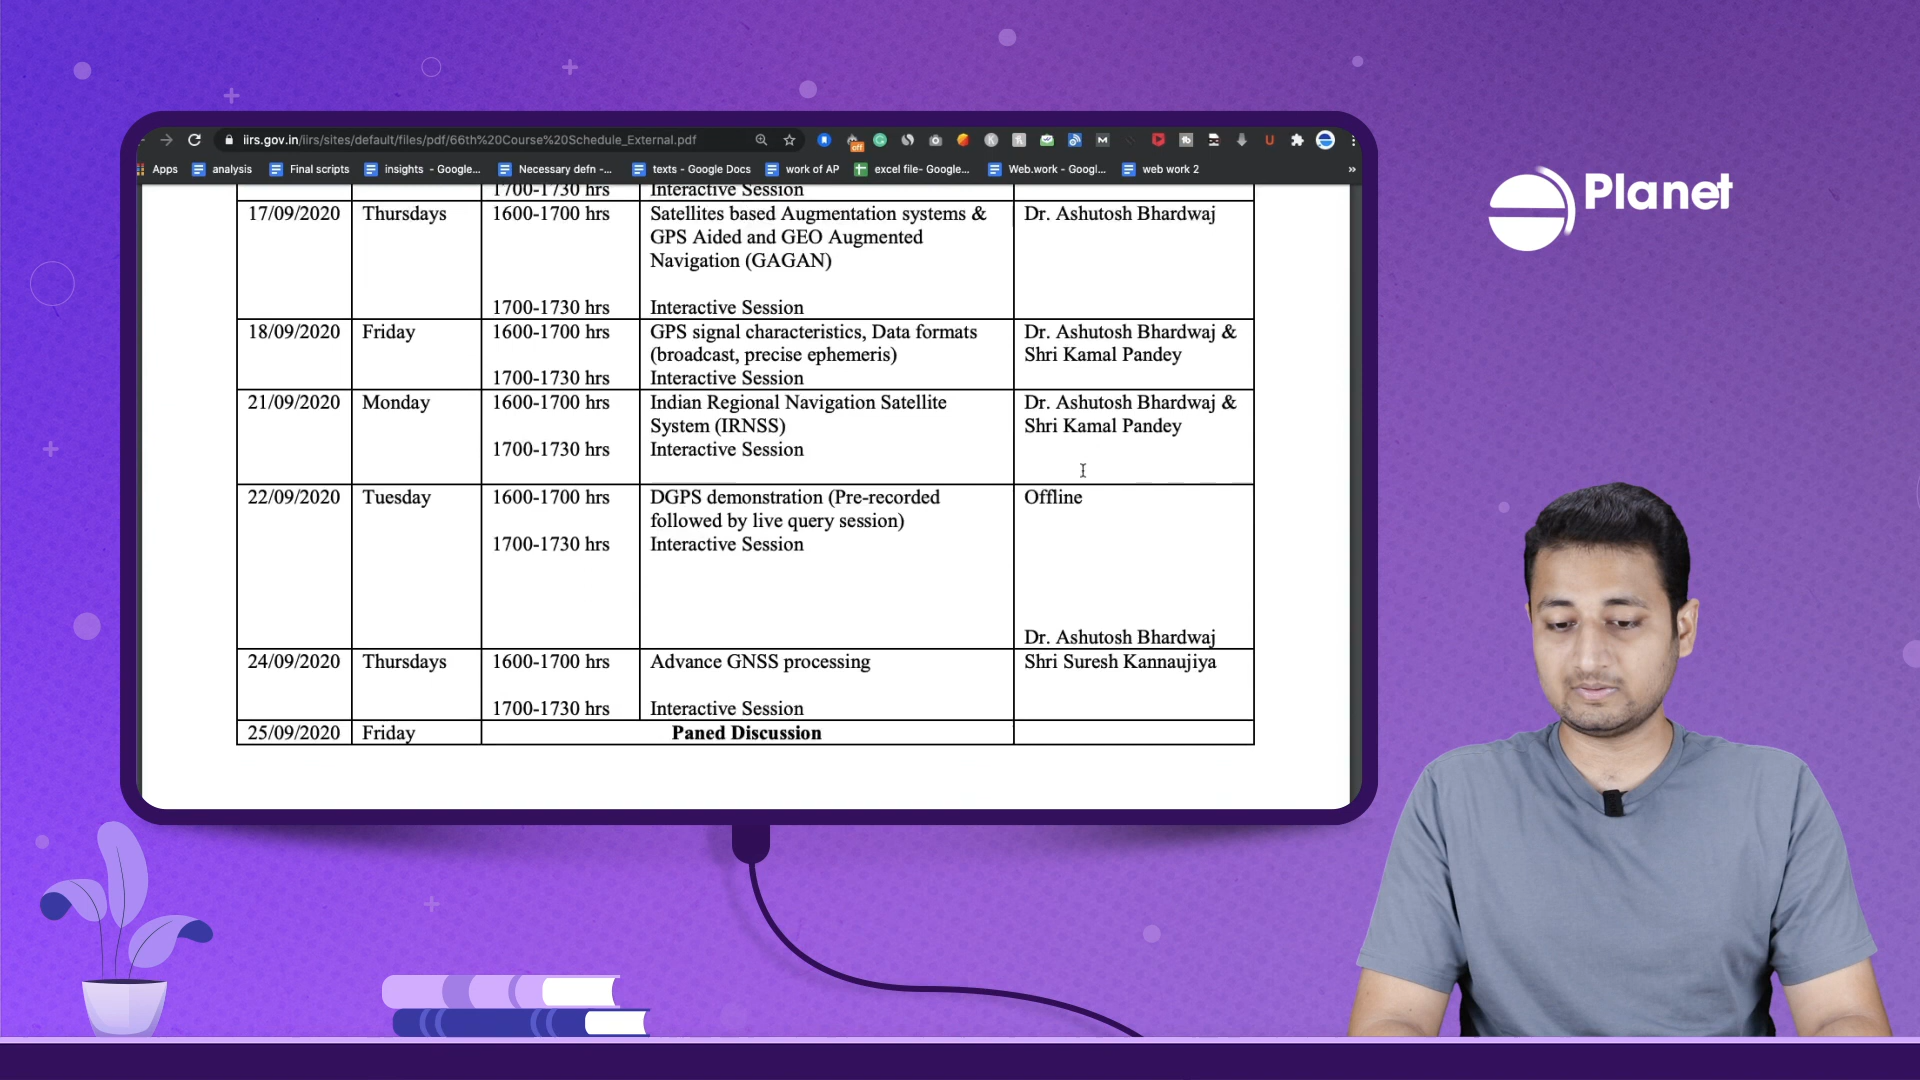 iirs.gov.in/iirs/sites/default/files/pdf/66th%20Course%20Schedule_External.pdf
off
Apps analysis Final scripts insights - Google... Necessary defn -... texts - Google Docs work of AP excel file- Google... Web.work - Googl... web work 2 »
1700-1730 hrs Interactive Session
17/09/2020 Thursdays 1600-1700 hrs Satellites based Augmentation systems & Dr. Ashutosh Bhardwaj
GPS Aided and GEO Augmented
Navigation (GAGAN)
1700-1730 hrs Interactive Session
18/09/2020 Friday 1600-1700 hrs GPS signal characteristics, Data formats Dr. Ashutosh Bhardwaj &
(broadcast, precise ephemeris) Shri Kamal Pandey
1700-1730 hrs Interactive Session
21/09/2020 Monday 1600-1700 hrs Indian Regional Navigation Satellite Dr. Ashutosh Bhardwaj &
System (IRNSS) Shri Kamal Pandey
1700-1730 hrs Interactive Session
22/09/2020 Tuesday 1600-1700 hrs DGPS demonstration (Pre-recorded Offline
followed by live query session)
1700-1730 hrs Interactive Session
Dr. Ashutosh Bhardwaj
24/09/2020 Thursdays 1600-1700 hrs Advance GNSS processing Shri Suresh Kannaujiya
1700-1730 hrs Interactive Session
25/09/2020 Friday Paned Discussion
Planet